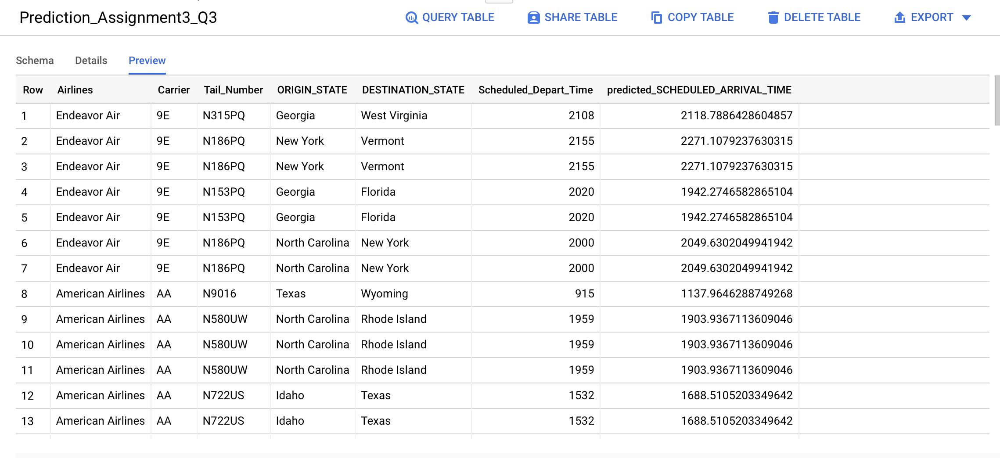 Prediction_Assignment3_Q3 QUERY TABLE SHARE TABLE COPY TABLE DELETE TABLE EXPORT
Schema Details Preview
Row Airlines Carrier Tail_Number ORIGIN_STATE DESTINATION_STATE Scheduled_Depart_Time predicted_SCHEDULED_ARRIVAL_TIME
1 Endeavor Air 9E N315PQ Georgia West Virginia 2108 2118.7886428604857
2 Endeavor Air 9E N186PQ New York Vermont 2155 2271.1079237630315
3 Endeavor Air 9E N186PQ New York Vermont 2155 2271.1079237630315
4 Endeavor Air 9E N153PQ Georgia Florida 2020 1942.2746582865104
5 Endeavor Air 9E N153PQ Georgia Florida 2020 1942.2746582865104
6 Endeavor Air 9E N186PQ North Carolina New York 2000 2049.6302049941942
7 Endeavor Air 9E N186PQ North Carolina New York 2000 2049.6302049941942
8 American Airlines AA N9016 Texas Wyoming 915 1137.9646288749268
9 American Airlines AA N580UW North Carolina Rhode Island 1959 1903.9367113609046
10 American Airlines AA N580UW North Carolina Rhode Island 1959 1903.9367113609046
11 American Airlines AA N580UW North Carolina Rhode Island 1959 1903.9367113609046
12 American Airlines AA N722US Idaho Texas 1532 1688.5105203349642
13 American Airlines AA N722US Idaho Texas 1532 1688.5105203349642